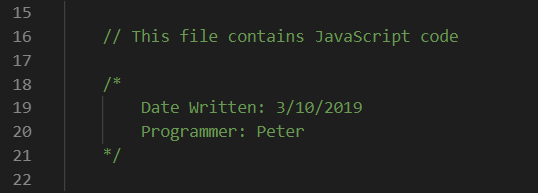 15
16 // This file contains JavaScript code
17
18 /*
19 Date Written: 3/10/2019
20 Programmer: Peter
21 */
22